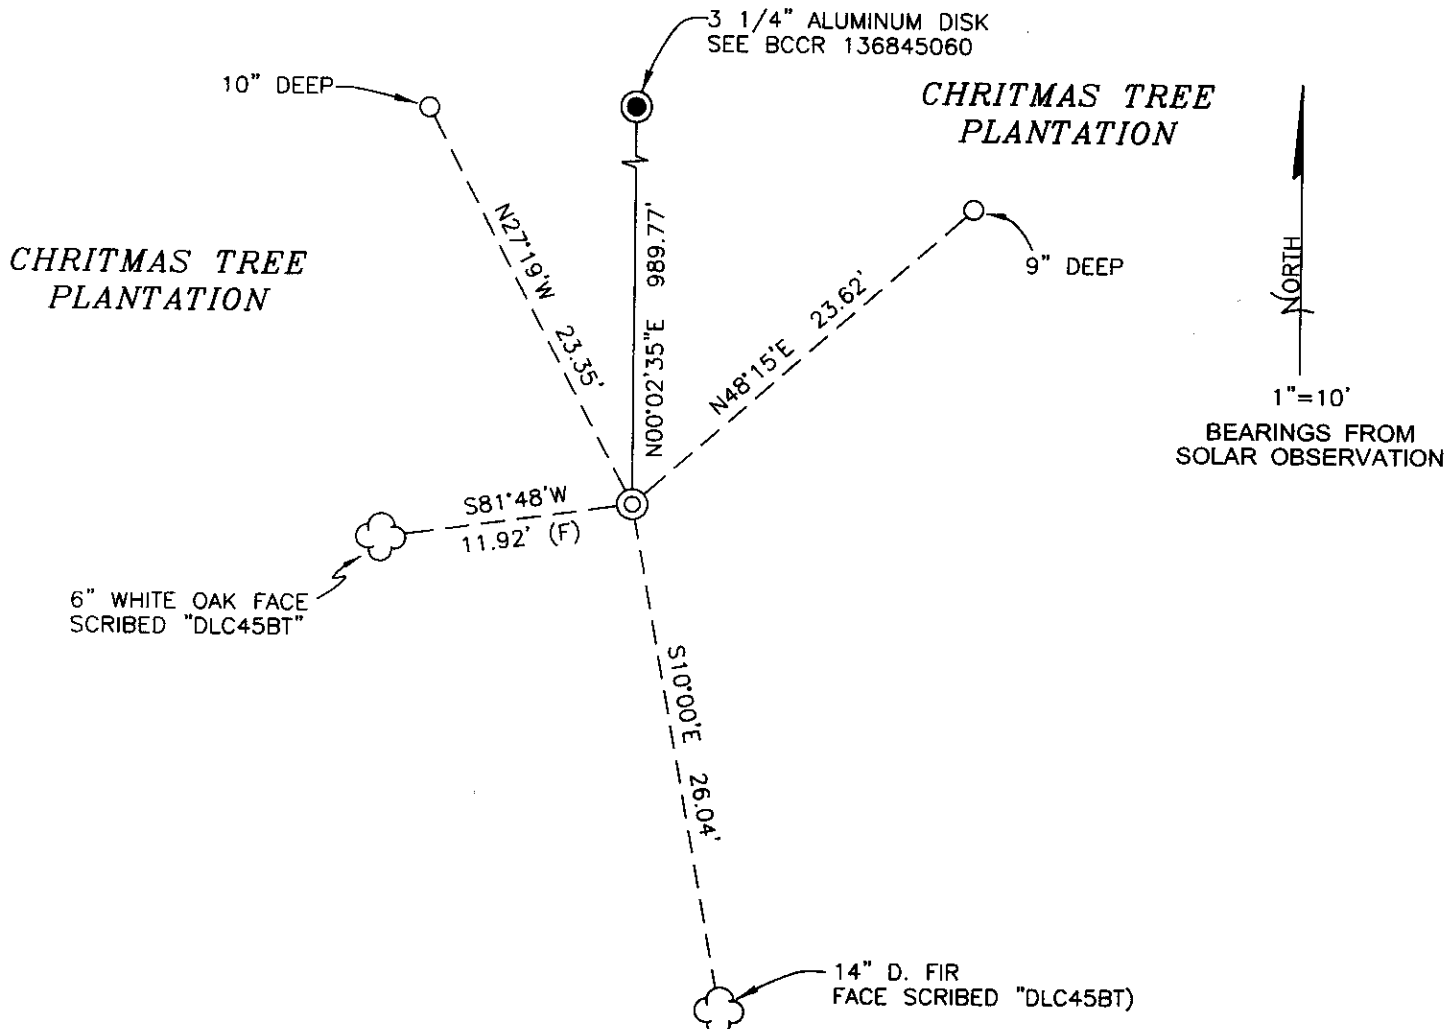 3 1/4" ALUMINUM DISK
SEE BCCR 136845060
10" DEEP
CHRITMAS TREE
PLANTATION
CHRITMAS TREE
PLANTATION
N27°19'W 23.35'
N00°02'35"E 989.77'
N48°15'E 23.62'
9" DEEP
NORTH
1"=10'
BEARINGS FROM
SOLAR OBSERVATION
S81°48'W
11.92' (F)
6" WHITE OAK FACE
SCRIBED "DLC45BT"
S10°00'E 26.04'
14" D. FIR
FACE SCRIBED "DLC45BT)